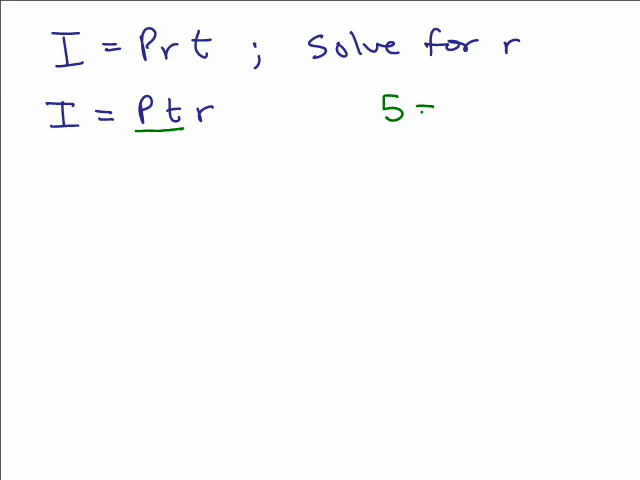 I = Prt ; Solve for r
I = Ptr 5 =